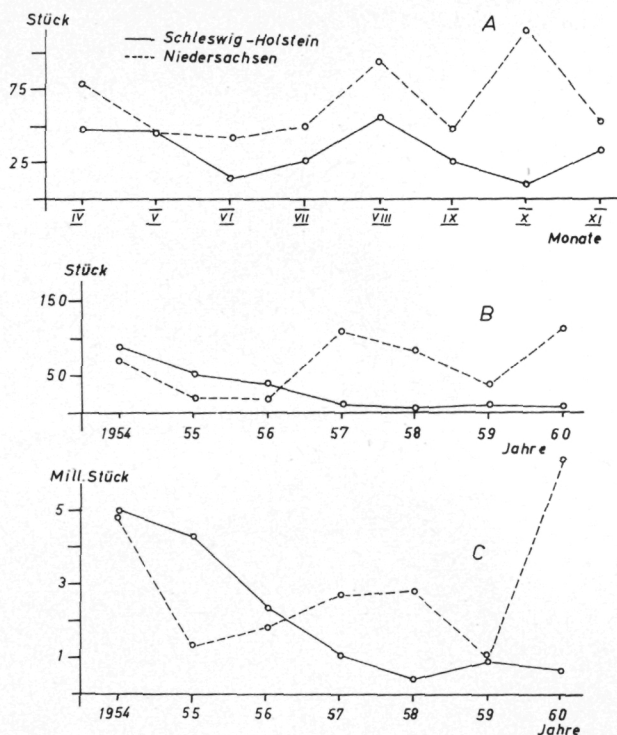 Stück
A
Schleswig-Holstein
Niedersachsen
75
25
IV V VI VII VIII IX X XI
Monate
Stück
150
B
50
1954 55 56 57 58 59 60
Jahre
Mill. Stück
5
C
3
1
1954 55 56 57 58 59 60
Jahre